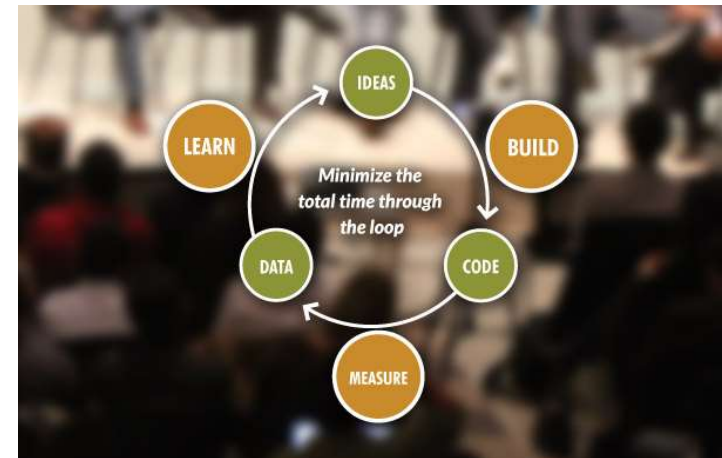 IDEAS
LEARN
BUILD
Minimize the
total time through
the loop
DATA
CODE
MEASURE